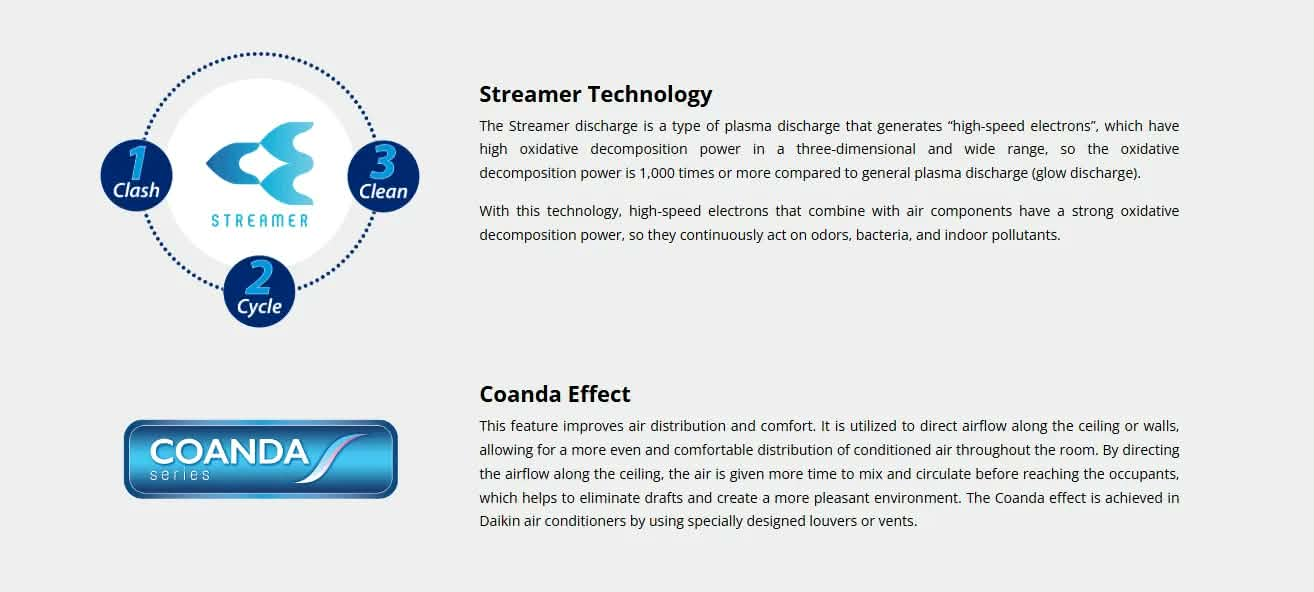 1
Clash
STREAMER
3
Clean
2
Cycle
Streamer Technology
The Streamer discharge is a type of plasma discharge that generates “high-speed electrons”, which have
high oxidative decomposition power in a three-dimensional and wide range, so the oxidative
decomposition power is 1,000 times or more compared to general plasma discharge (glow discharge).
With this technology, high-speed electrons that combine with air components have a strong oxidative
decomposition power, so they continuously act on odors, bacteria, and indoor pollutants.
COANDA
series
Coanda Effect
This feature improves air distribution and comfort. It is utilized to direct airflow along the ceiling or walls,
allowing for a more even and comfortable distribution of conditioned air throughout the room. By directing
the airflow along the ceiling, the air is given more time to mix and circulate before reaching the occupants,
which helps to eliminate drafts and create a more pleasant environment. The Coanda effect is achieved in
Daikin air conditioners by using specially designed louvers or vents.